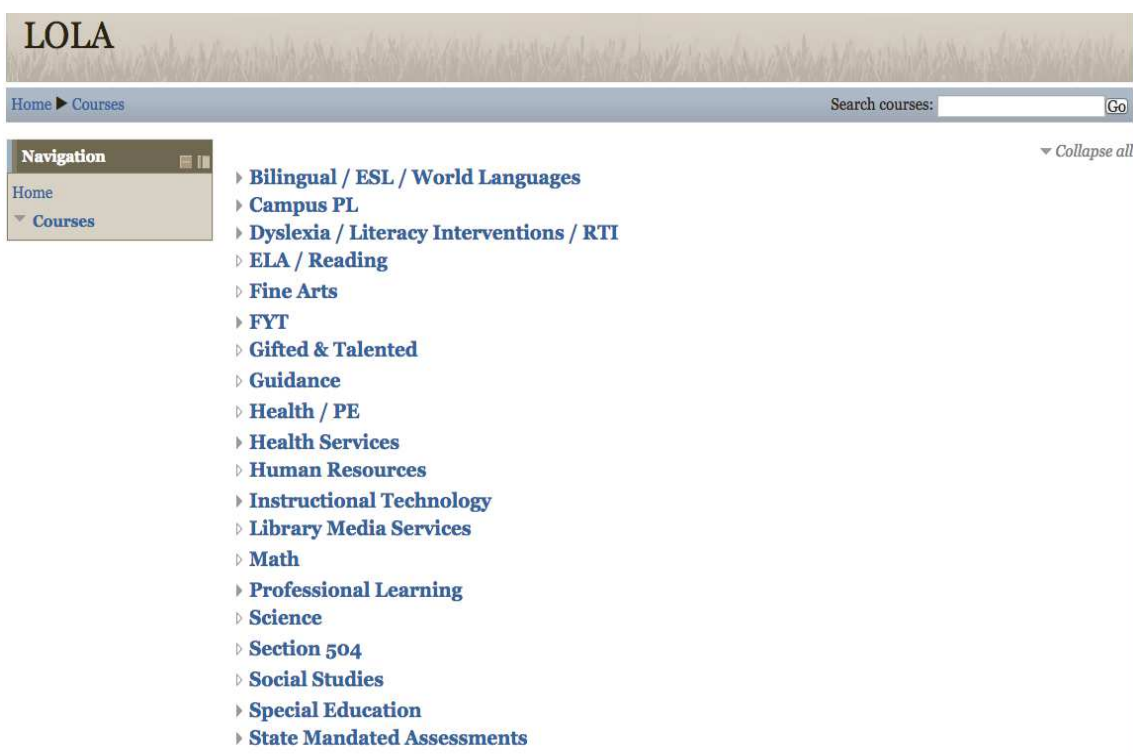 LOLA
Home ▶ Courses Search courses: Go
Navigation
Home
Courses
Collapse all
Bilingual / ESL / World Languages
Campus PL
Dyslexia / Literacy Interventions / RTI
ELA / Reading
Fine Arts
FYT
Gifted & Talented
Guidance
Health / PE
Health Services
Human Resources
Instructional Technology
Library Media Services
Math
Professional Learning
Science
Section 504
Social Studies
Special Education
State Mandated Assessments